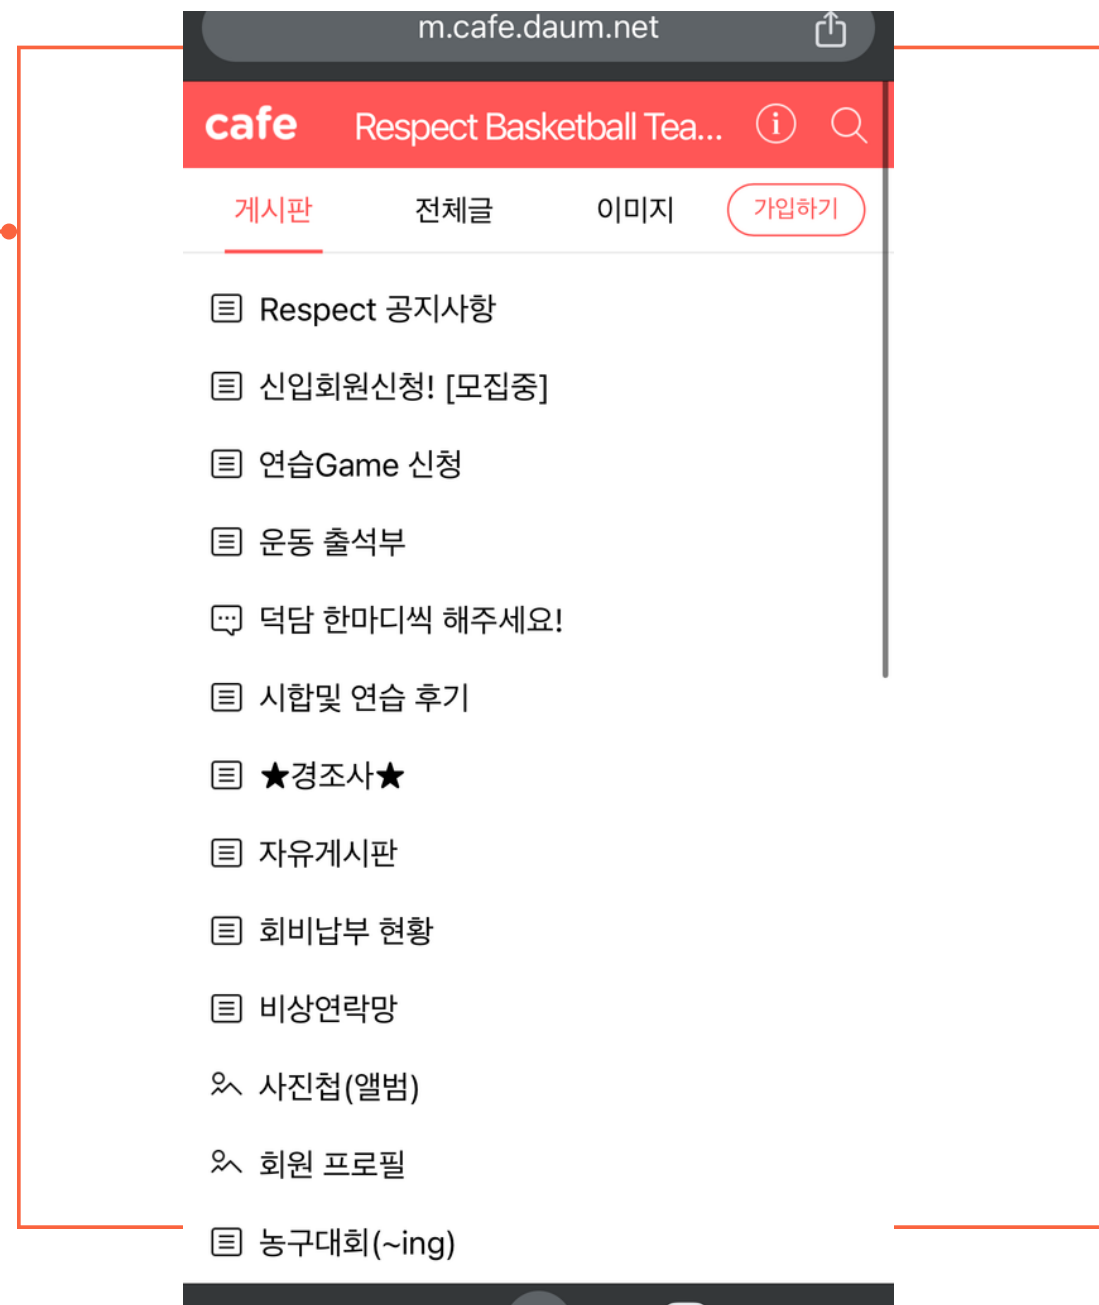 m.cafe.daum.net
cafe Respect Basketball Tea...
게시판 전체글 이미지 가입하기
Respect 공지사항
신입회원신청! [모집중]
연습Game 신청
운동 출석부
덕담 한마디씩 해주세요!
시합및 연습 후기
★경조사★
자유게시판
회비납부 현황
비상연락망
사진첩(앨범)
회원 프로필
농구대회(~ing)